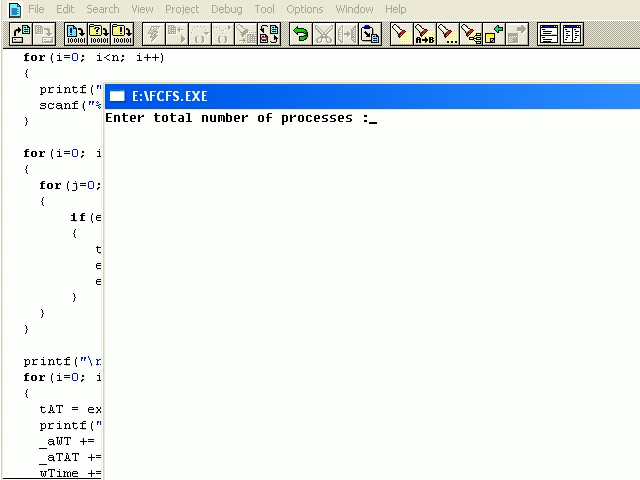 File Edit Search View Project Debug Tool Options Window Help
for(i=0; i<n; i++)
{
printf("
scanf("%
}
for(i=0; i
{
for(j=0;
{
if(e
{
t
e
e
}
}
}
printf("\n
for(i=0; i
{
tAT = ex
printf("
_aWT +=
_aTAT +=
wTime +=
E:\FCFS.EXE
Enter total number of processes :_